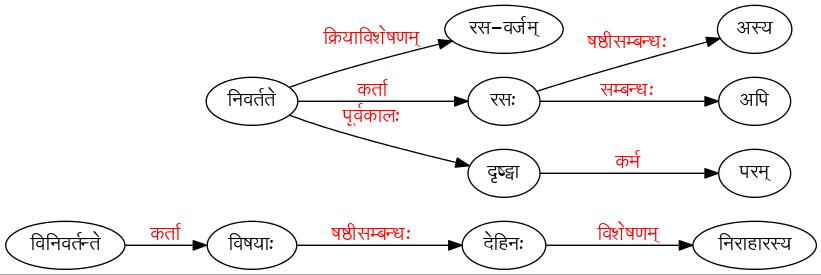 रस-वर्जम्
अस्य
क्रियाविशेषणम्
षष्ठीसम्बन्धः
निवर्तते
कर्ता
रसः
सम्बन्धः
अपि
पूर्वकालः
दृष्ट्वा
कर्म
परम्
विनिवर्तन्ते
कर्ता
विषयाः
षष्ठीसम्बन्धः
देहिनः
विशेषणम्
निराहारस्य